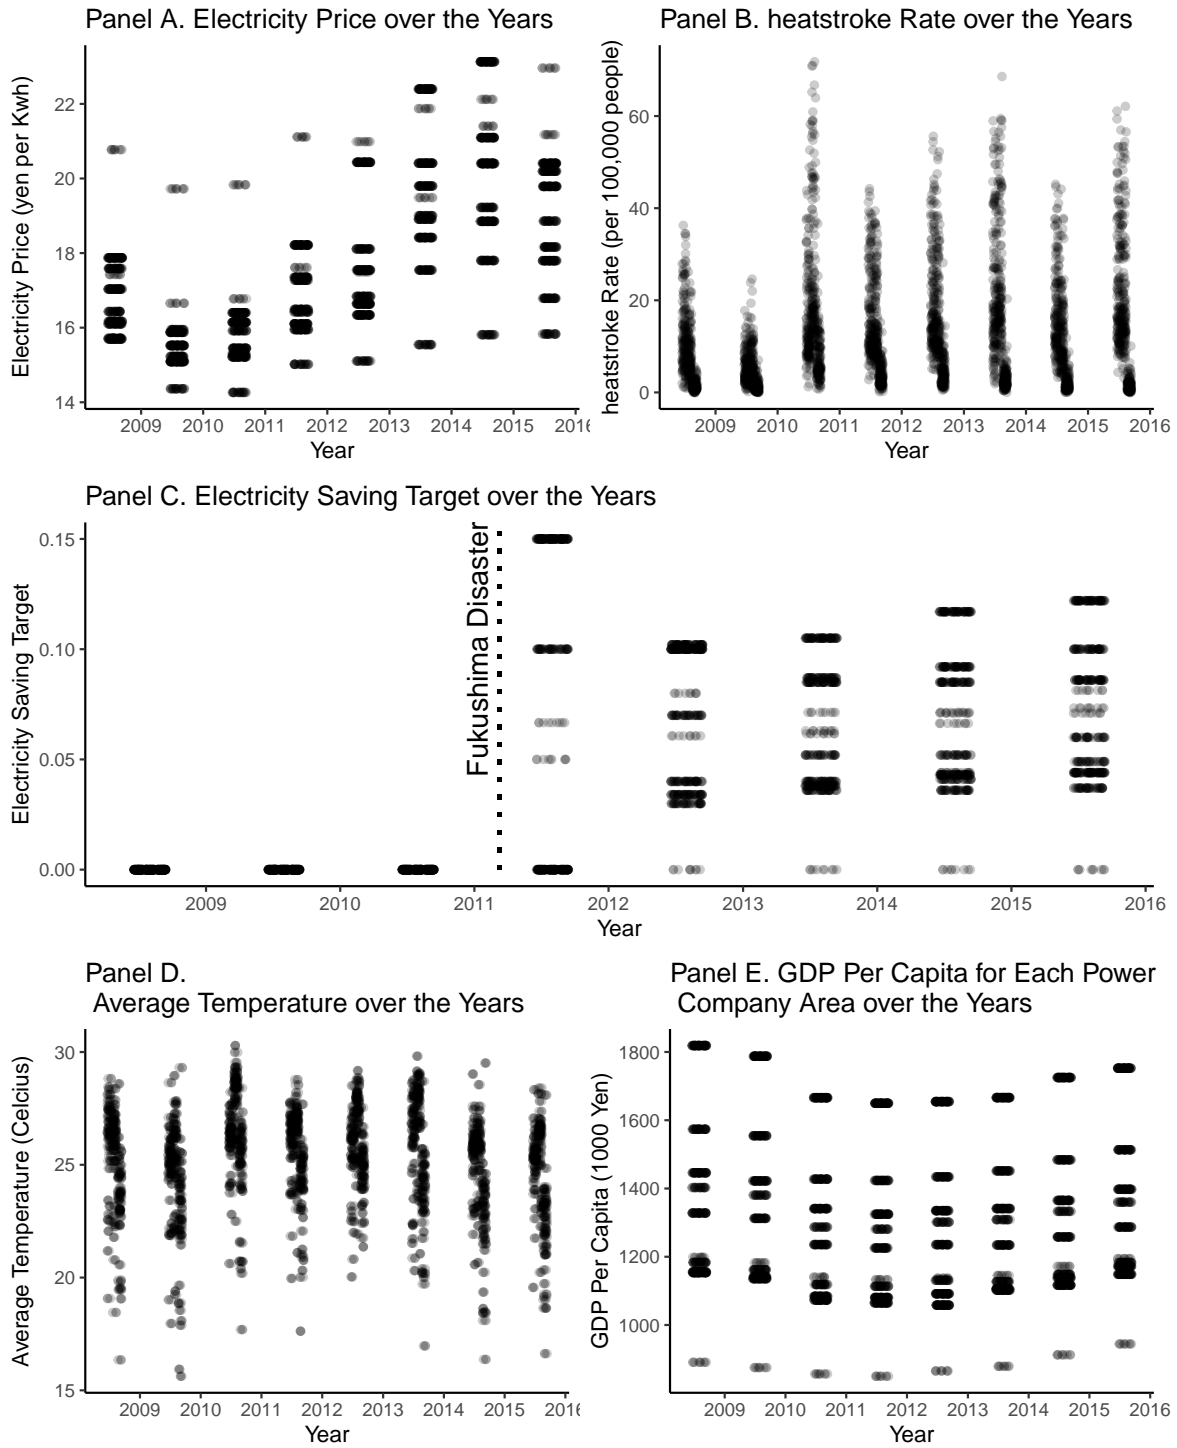 Panel A. Electricity Price over the Years
Electricity Price (yen per Kwh)
22
20
18
16
14
2009 2010 2011 2012 2013 2014 2015 2016
Year
Panel B. heatstroke Rate over the Years
heatstroke Rate (per 100,000 people)
60
40
20
0
2009 2010 2011 2012 2013 2014 2015 2016
Year
Panel C. Electricity Saving Target over the Years
Electricity Saving Target
0.15
0.10
0.05
0.00
Fukushima Disaster
2009 2010 2011 2012 2013 2014 2015 2016
Year
Panel D.
Average Temperature over the Years
Average Temperature (Celcius)
30
25
20
15
2009 2010 2011 2012 2013 2014 2015 2016
Year
Panel E. GDP Per Capita for Each Power
Company Area over the Years
GDP Per Capita (1000 Yen)
1800
1600
1400
1200
1000
2009 2010 2011 2012 2013 2014 2015 2016
Year